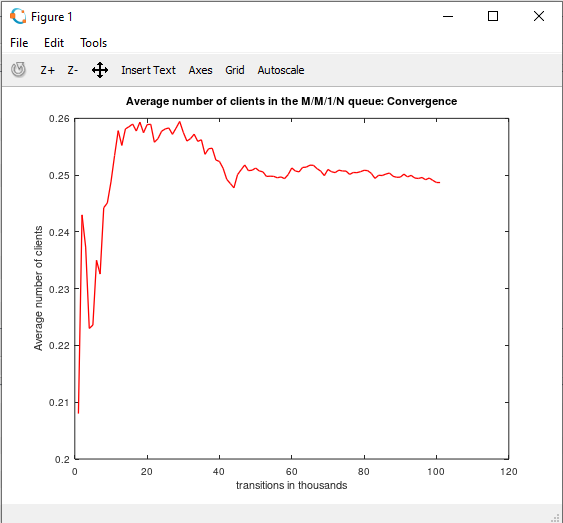 Figure 1
File Edit Tools
Z+ Z- Insert Text Axes Grid Autoscale
Average number of clients in the M/M/1/N queue: Convergence
0.26
0.25
0.24
0.23
0.22
0.21
0.2
Average number of clients
0 20 40 60 80 100 120
transitions in thousands